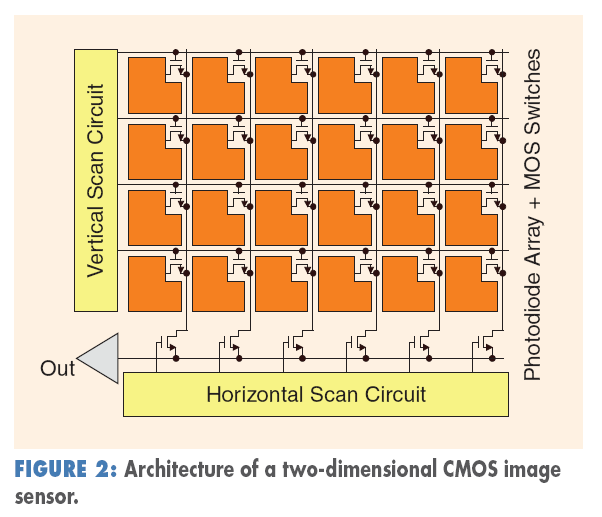 Vertical Scan Circuit
Photodiode Array + MOS Switches
Out
Horizontal Scan Circuit
FIGURE 2: Architecture of a two-dimensional CMOS image
sensor.